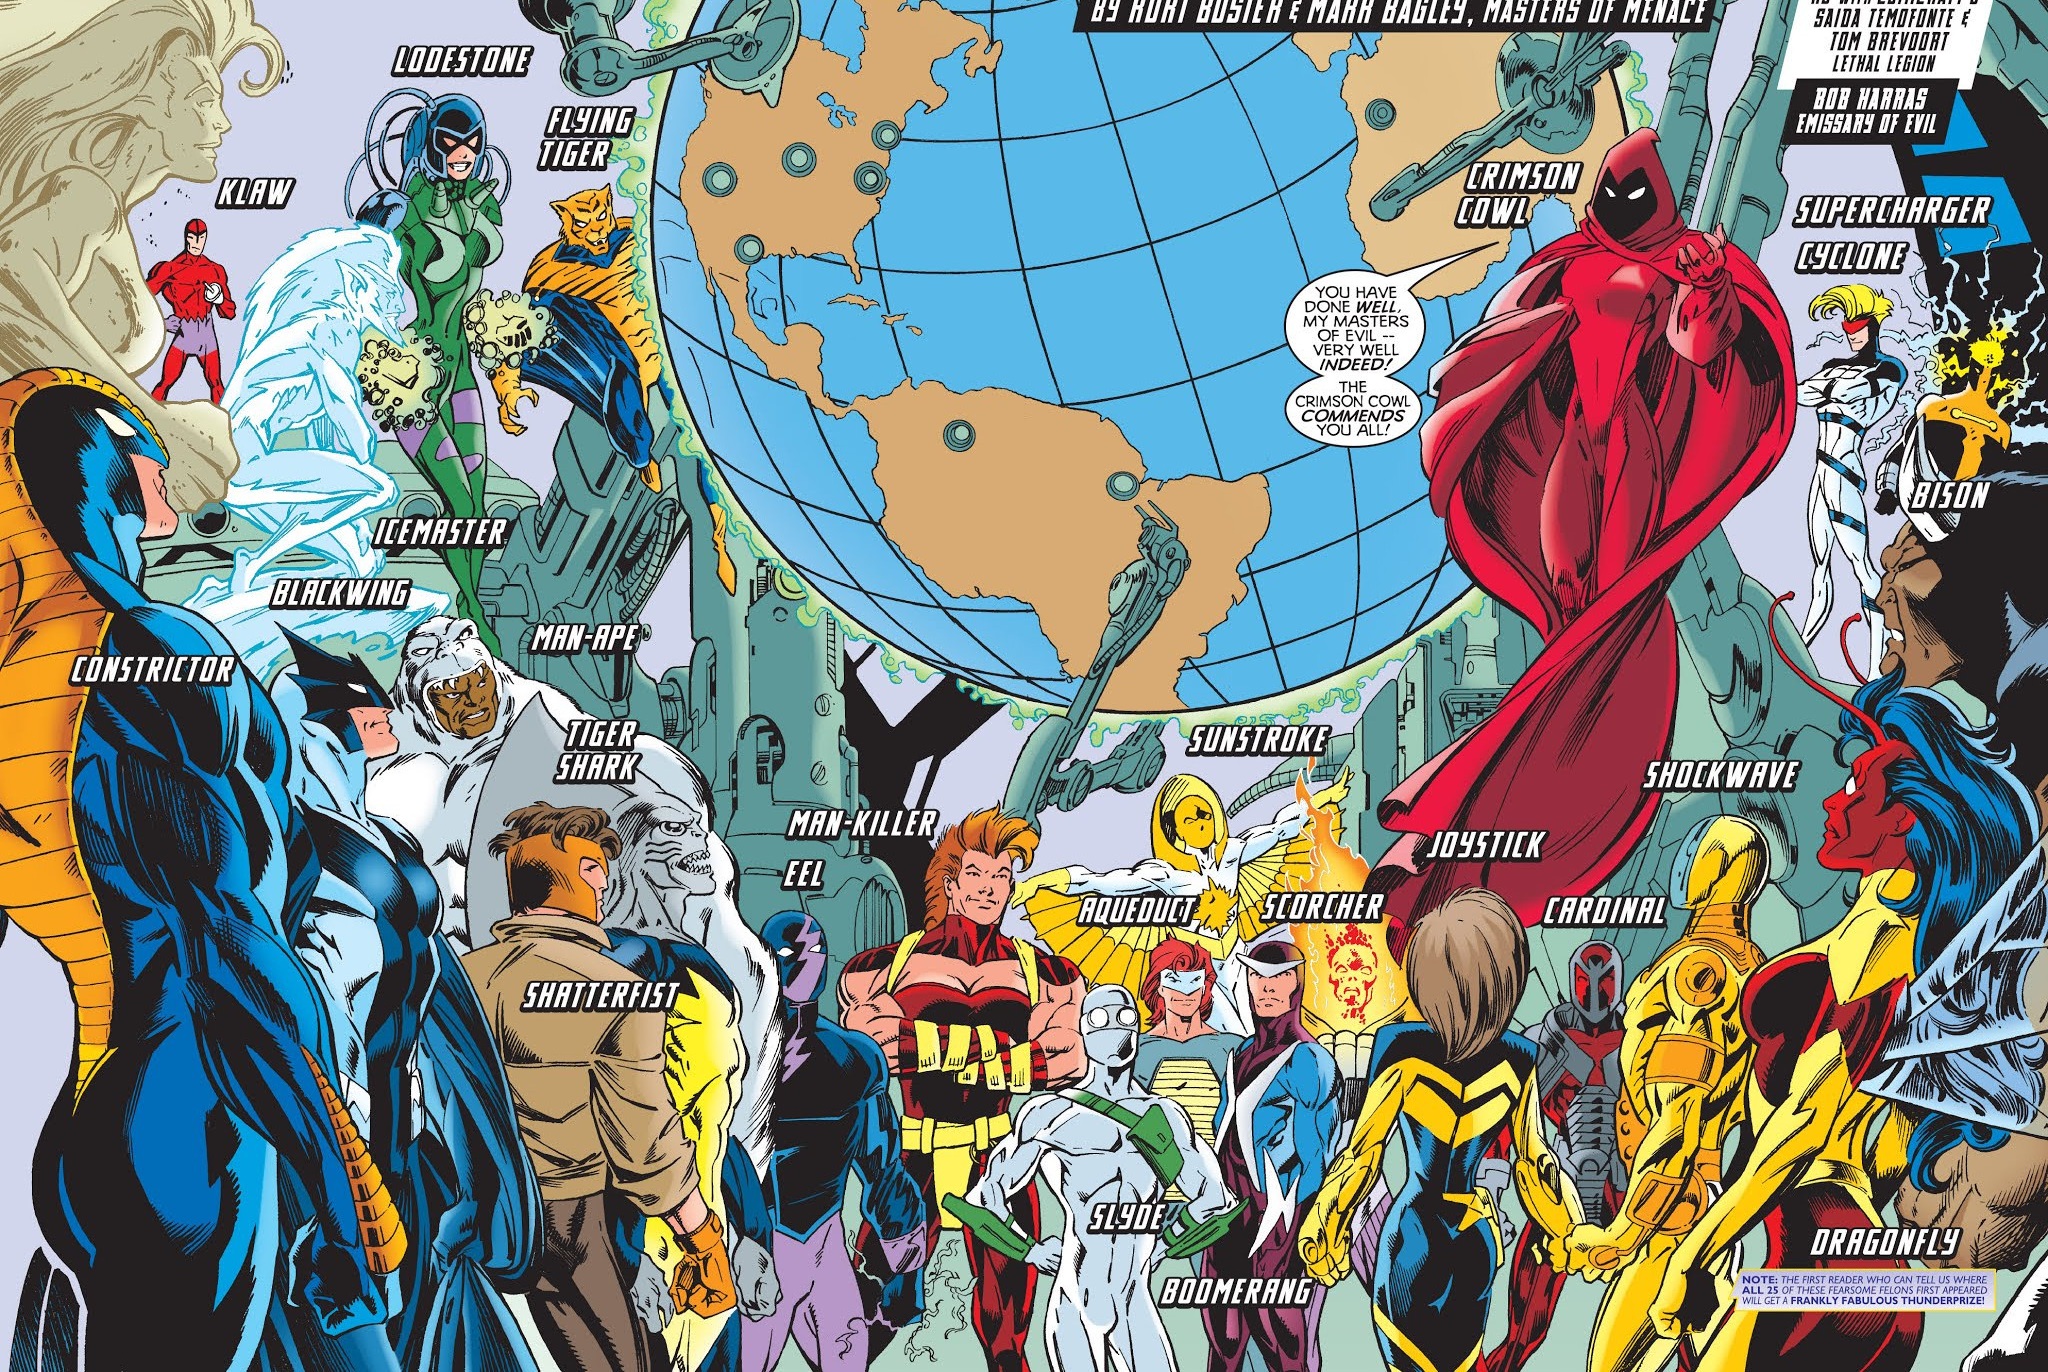 BY KURT BUSIEK & MARK BAGLEY, MASTERS OF MENACE
SAIDA TEMOFONTE &
TOM BREVOORT
LETHAL LEGION
BOB HARRAS
EMISSARY OF EVIL
LODESTONE
FLYING
TIGER
KLAW
CRIMSON
COWL
SUPERCHARGER
CYCLONE
YOU HAVE
DONE WELL,
MY MASTERS
OF EVIL --
VERY WELL
INDEED!
THE
CRIMSON COWL
COMMENDS
YOU ALL!
BISON
ICEMASTER
BLACKWING
MAN-APE
CONSTRICTOR
TIGER
SHARK
SUNSTROKE
SHOCKWAVE
MAN-KILLER
EEL
JOYSTICK
AQUEDUCT
SCORCHER
CARDINAL
SHATTERFIST
SLYDE
BOOMERANG
DRAGONFLY
NOTE: THE FIRST READER WHO CAN TELL US WHERE
ALL 25 OF THESE FEARSOME FELONS FIRST APPEARED
WILL GET A FRANKLY FABULOUS THUNDERPRIZE!